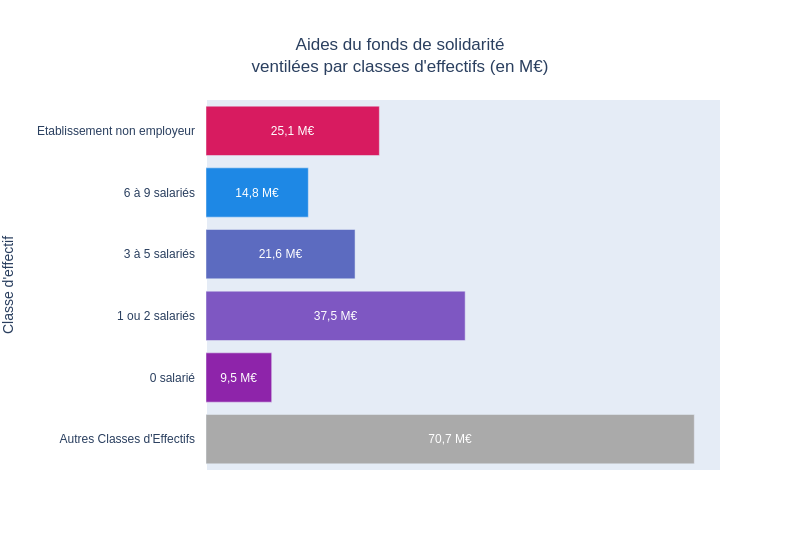 Aides du fonds de solidarité
ventilées par classes d'effectifs (en M€)
Classe d'effectif
Etablissement non employeur
25,1 M€
6 à 9 salariés
14,8 M€
3 à 5 salariés
21,6 M€
1 ou 2 salariés
37,5 M€
0 salarié
9,5 M€
Autres Classes d'Effectifs
70,7 M€